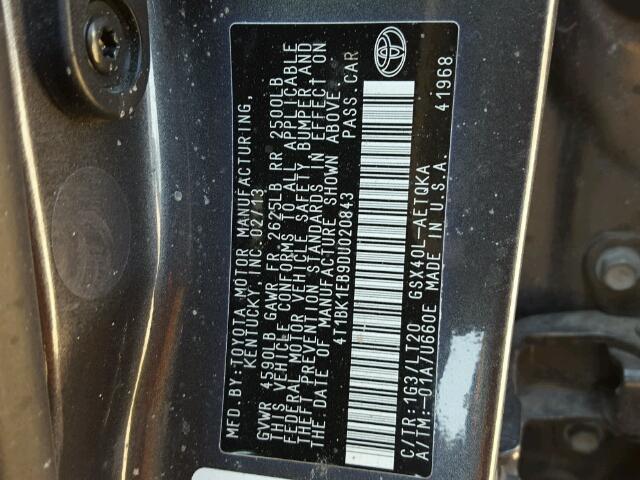 MFD. BY:TOYOTA MOTOR MANUFACTURING,
KENTUCKY, INC. 02/13
GVWR 4590LB GAWR FR 2625LB RR 2500LB
THIS VEHICLE CONFORMS TO ALL APPLICABLE
FEDERAL MOTOR VEHICLE SAFETY, BUMPER AND
THEFT PREVENTION STANDARDS IN EFFECT ON
THE DATE OF MANUFACTURE SHOWN ABOVE.
4T1BK1EB9DU020843 PASS CAR
C/TR:1G3/LT20 GSX40L-AETQKA 41968
A/TM:-01A/U660E MADE IN U.S.A.